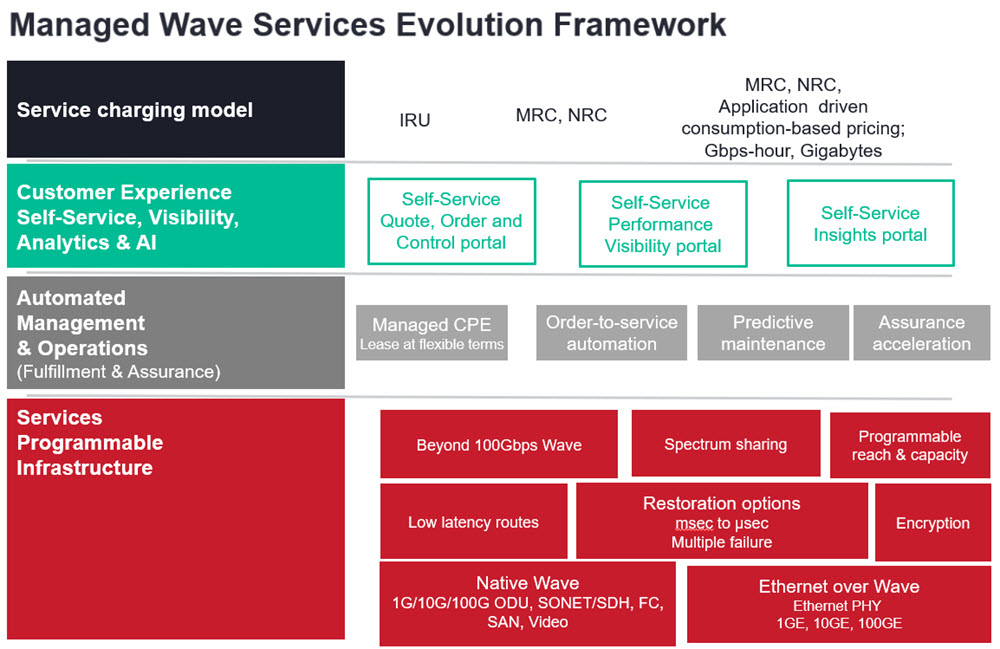 Managed Wave Services Evolution Framework
Service charging model
IRU
MRC, NRC
MRC, NRC,
Application driven
consumption-based pricing;
Gbps-hour, Gigabytes
Customer Experience
Self-Service, Visibility,
Analytics & AI
Self-Service
Quote, Order and
Control portal
Self-Service
Performance
Visibility portal
Self-Service
Insights portal
Automated
Management
& Operations
(Fulfillment & Assurance)
Managed CPE
Lease at flexible terms
Order-to-service
automation
Predictive
maintenance
Assurance
acceleration
Services
Programmable
Infrastructure
Beyond 100Gbps Wave
Spectrum sharing
Programmable
reach & capacity
Low latency routes
Restoration options
msec to μsec
Multiple failure
Encryption
Native Wave
1G/10G/100G ODU, SONET/SDH, FC,
SAN, Video
Ethernet over Wave
Ethernet PHY
1GE, 10GE, 100GE